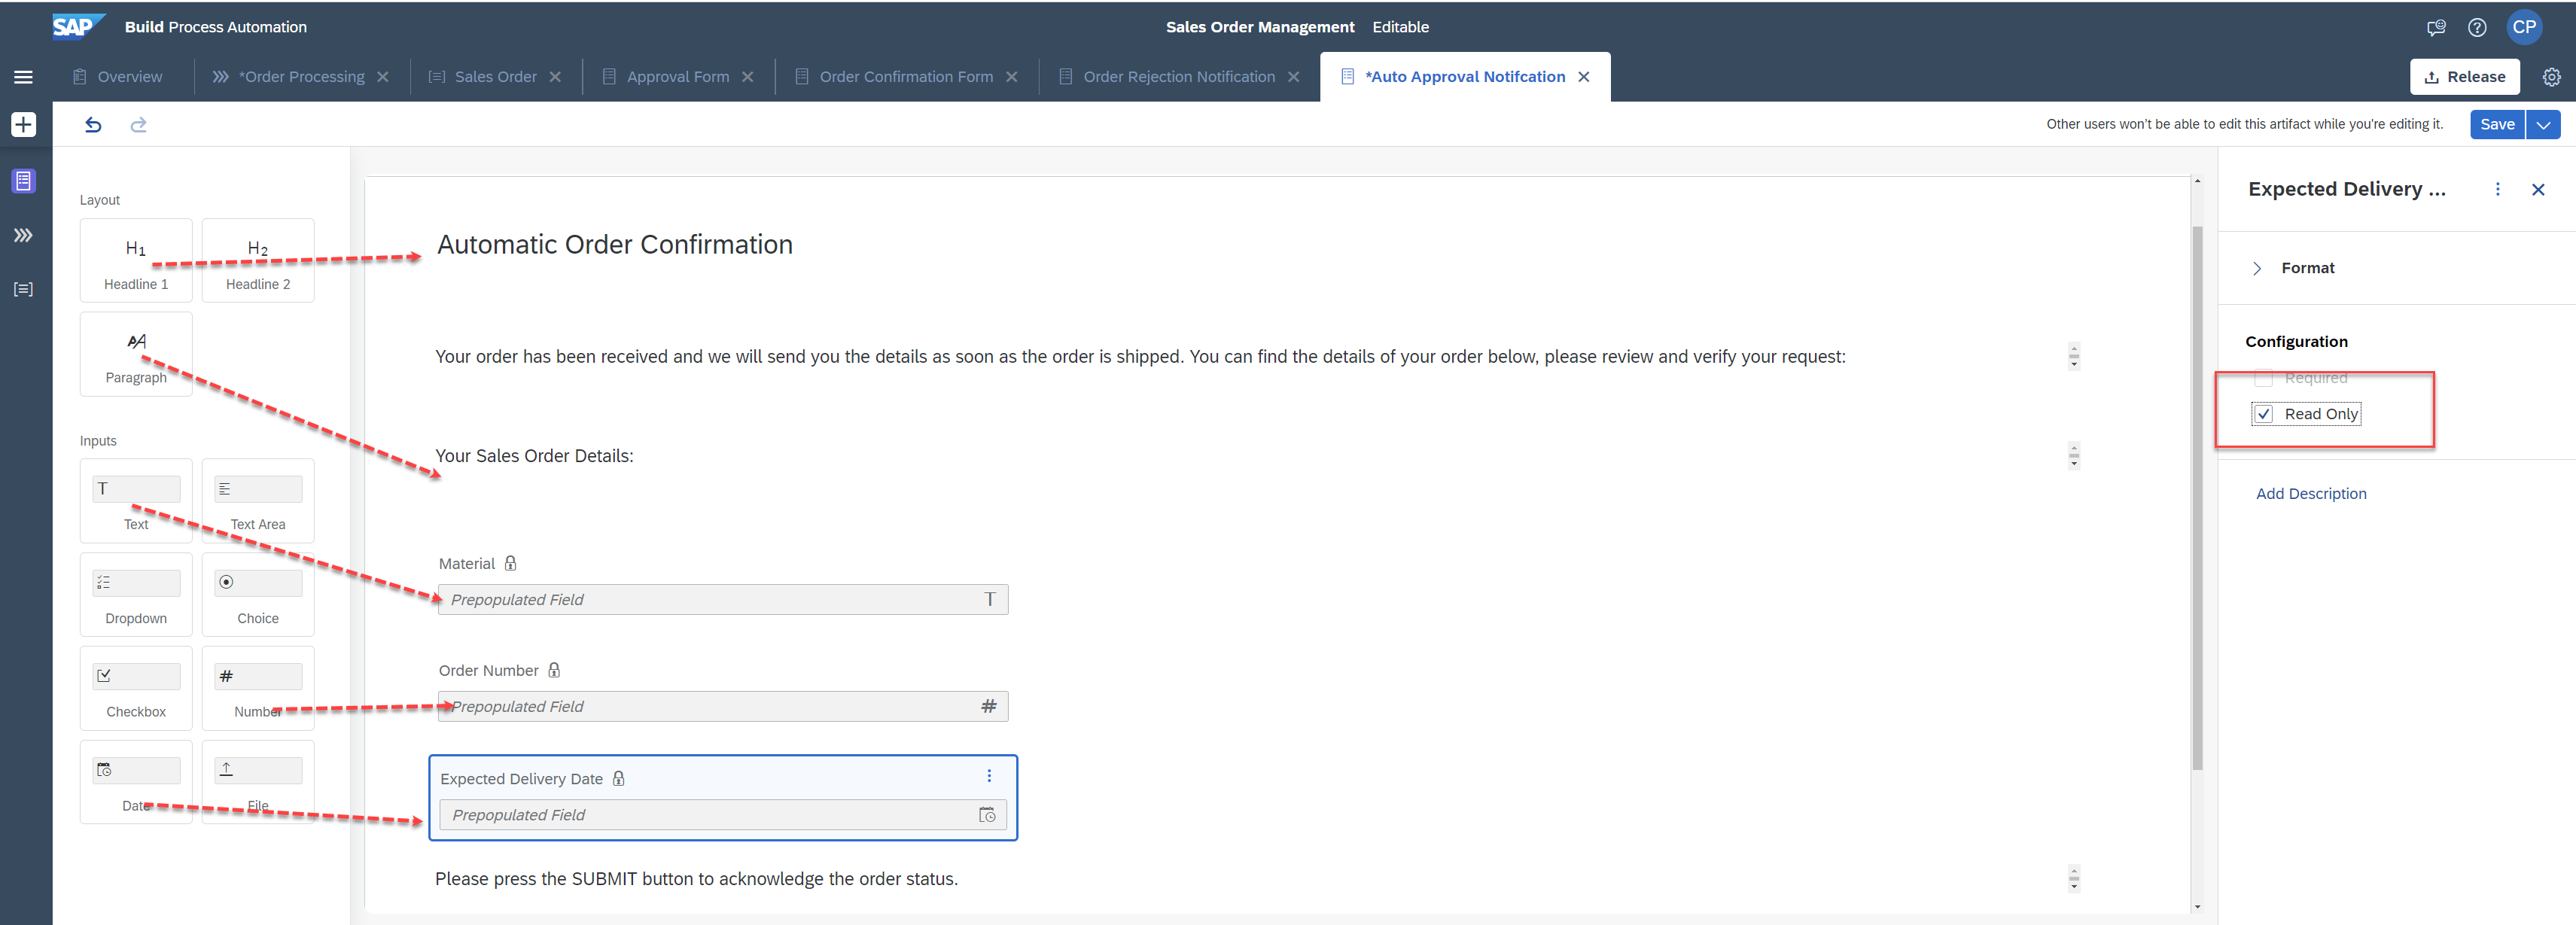 SAP Build Process Automation
Sales Order Management Editable
CP
Overview
*Order Processing
Sales Order
Approval Form
Order Confirmation Form
Order Rejection Notification
*Auto Approval Notifcation
Release
Other users won't be able to edit this artifact while you're editing it.
Save
Layout
H1
Headline 1
H2
Headline 2
AA
Paragraph
Inputs
T
Text
Text Area
Dropdown
Choice
Checkbox
#
Number
Date
File
Automatic Order Confirmation
Your order has been received and we will send you the details as soon as the order is shipped. You can find the details of your order below, please review and verify your request:
Your Sales Order Details:
Material
Prepopulated Field T
Order Number
Prepopulated Field #
Expected Delivery Date
Prepopulated Field
Please press the SUBMIT button to acknowledge the order status.
Expected Delivery ...
Format
Configuration
Required
Read Only
Add Description